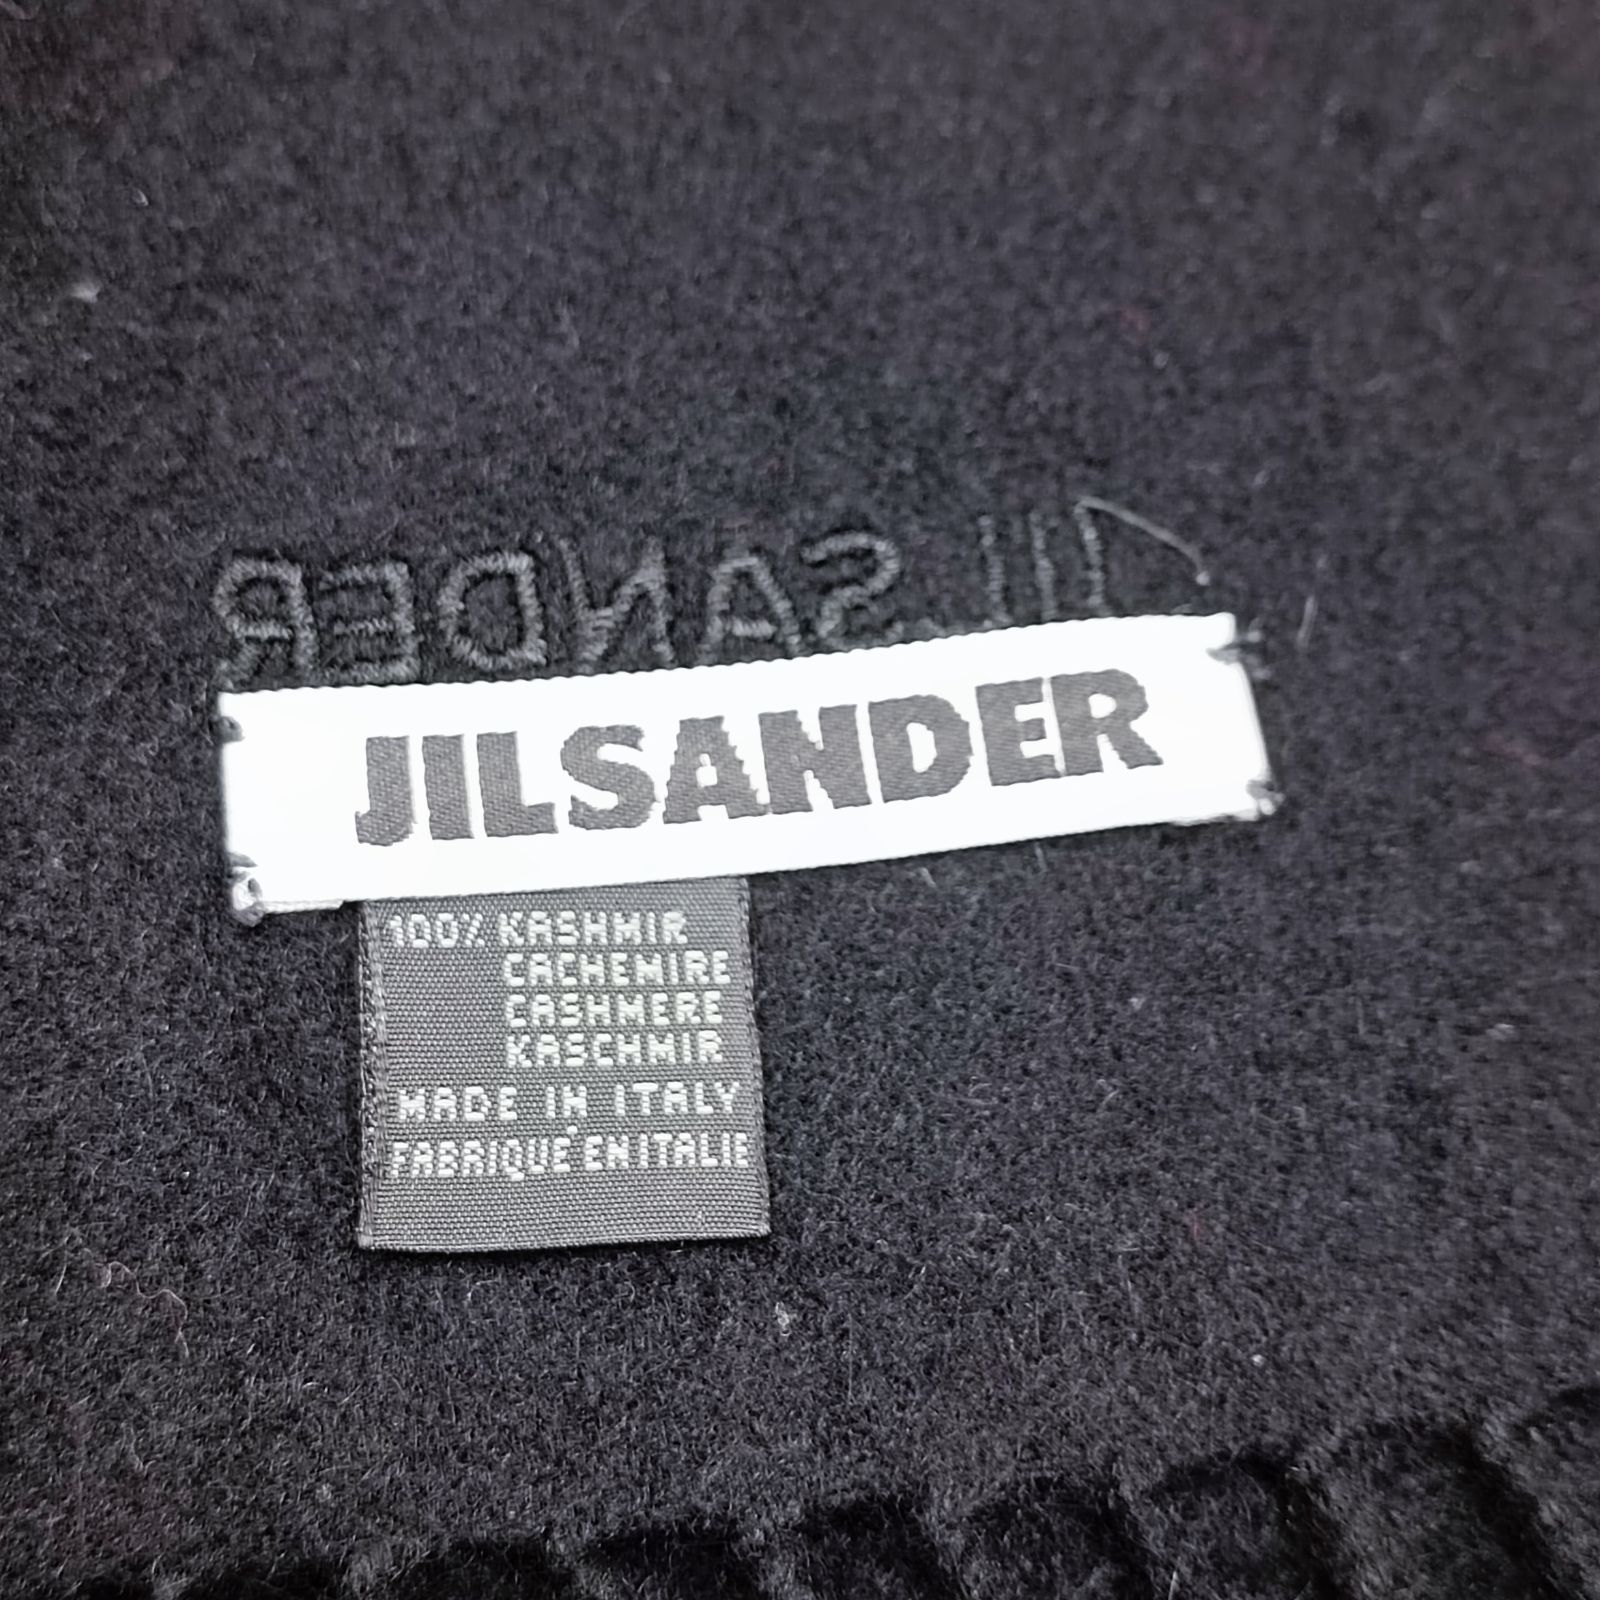 JIL SANDER
JILSANDER
100% KASHMIR
CACHEMIRE
CASHMERE
KASCHMIR
MADE IN ITALY
FABRIQUÉ EN ITALIE